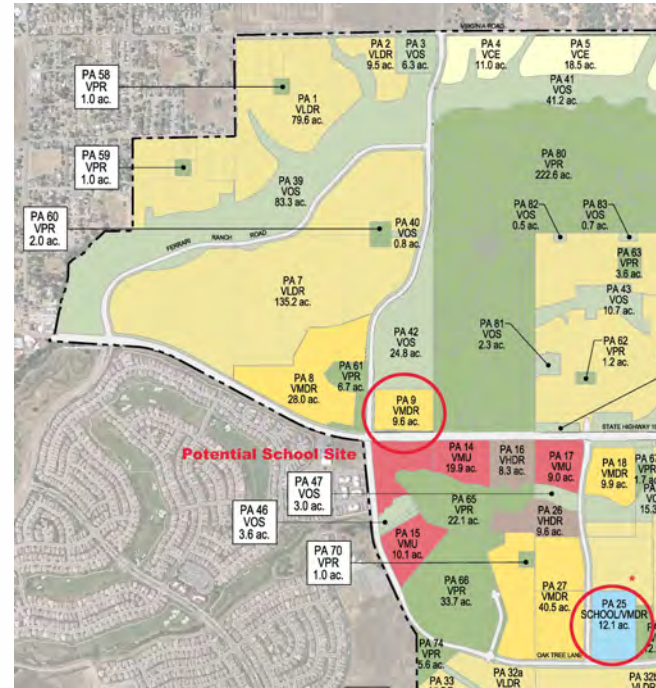 VIRGINIA ROAD
PA 2
VLDR
9.5 ac.
PA 3
VOS
6.3 ac.
PA 4
VCE
11.0 ac.
PA 5
VCE
18.5 ac.
PA 58
VPR
1.0 ac.
PA 1
VLDR
79.6 ac.
PA 41
VOS
41.2 ac.
PA 59
VPR
1.0 ac.
PA 80
VPR
222.6 ac.
PA 39
VOS
83.3 ac.
PA 60
VPR
2.0 ac.
PA 40
VOS
0.8 ac.
PA 82
VOS
0.5 ac.
PA 83
VOS
0.7 ac.
FERRARI RANCH ROAD
PA 63
VPR
3.6 ac.
PA 7
VLDR
135.2 ac.
PA 43
VOS
10.7 ac.
PA 42
VOS
24.8 ac.
PA 81
VOS
2.3 ac.
PA 62
VPR
1.2 ac.
PA 8
VMDR
28.0 ac.
PA 61
VPR
6.7 ac.
PA 9
VMDR
9.6 ac.
STATE HIGHWAY
Potential School Site
PA 14
VMU
19.9 ac.
PA 16
VHDR
8.3 ac.
PA 17
VMU
9.0 ac.
PA 18
VMDR
9.9 ac.
1.7 ac.
15.3
PA 47
VOS
3.0 ac.
PA 46
VOS
3.6 ac.
PA 65
VPR
22.1 ac.
PA 26
VHDR
9.6 ac.
PA 15
VMU
10.1 ac.
PA 70
VPR
1.0 ac.
PA 66
VPR
33.7 ac.
PA 27
VMDR
40.5 ac.
*
PA 25
SCHOOL/VMDR
12.1 ac.
OAK TREE LANE
PA 74
VPR
5.6 ac.
PA 33
VLDR
PA 32a
VLDR
PA 32b
VLDR